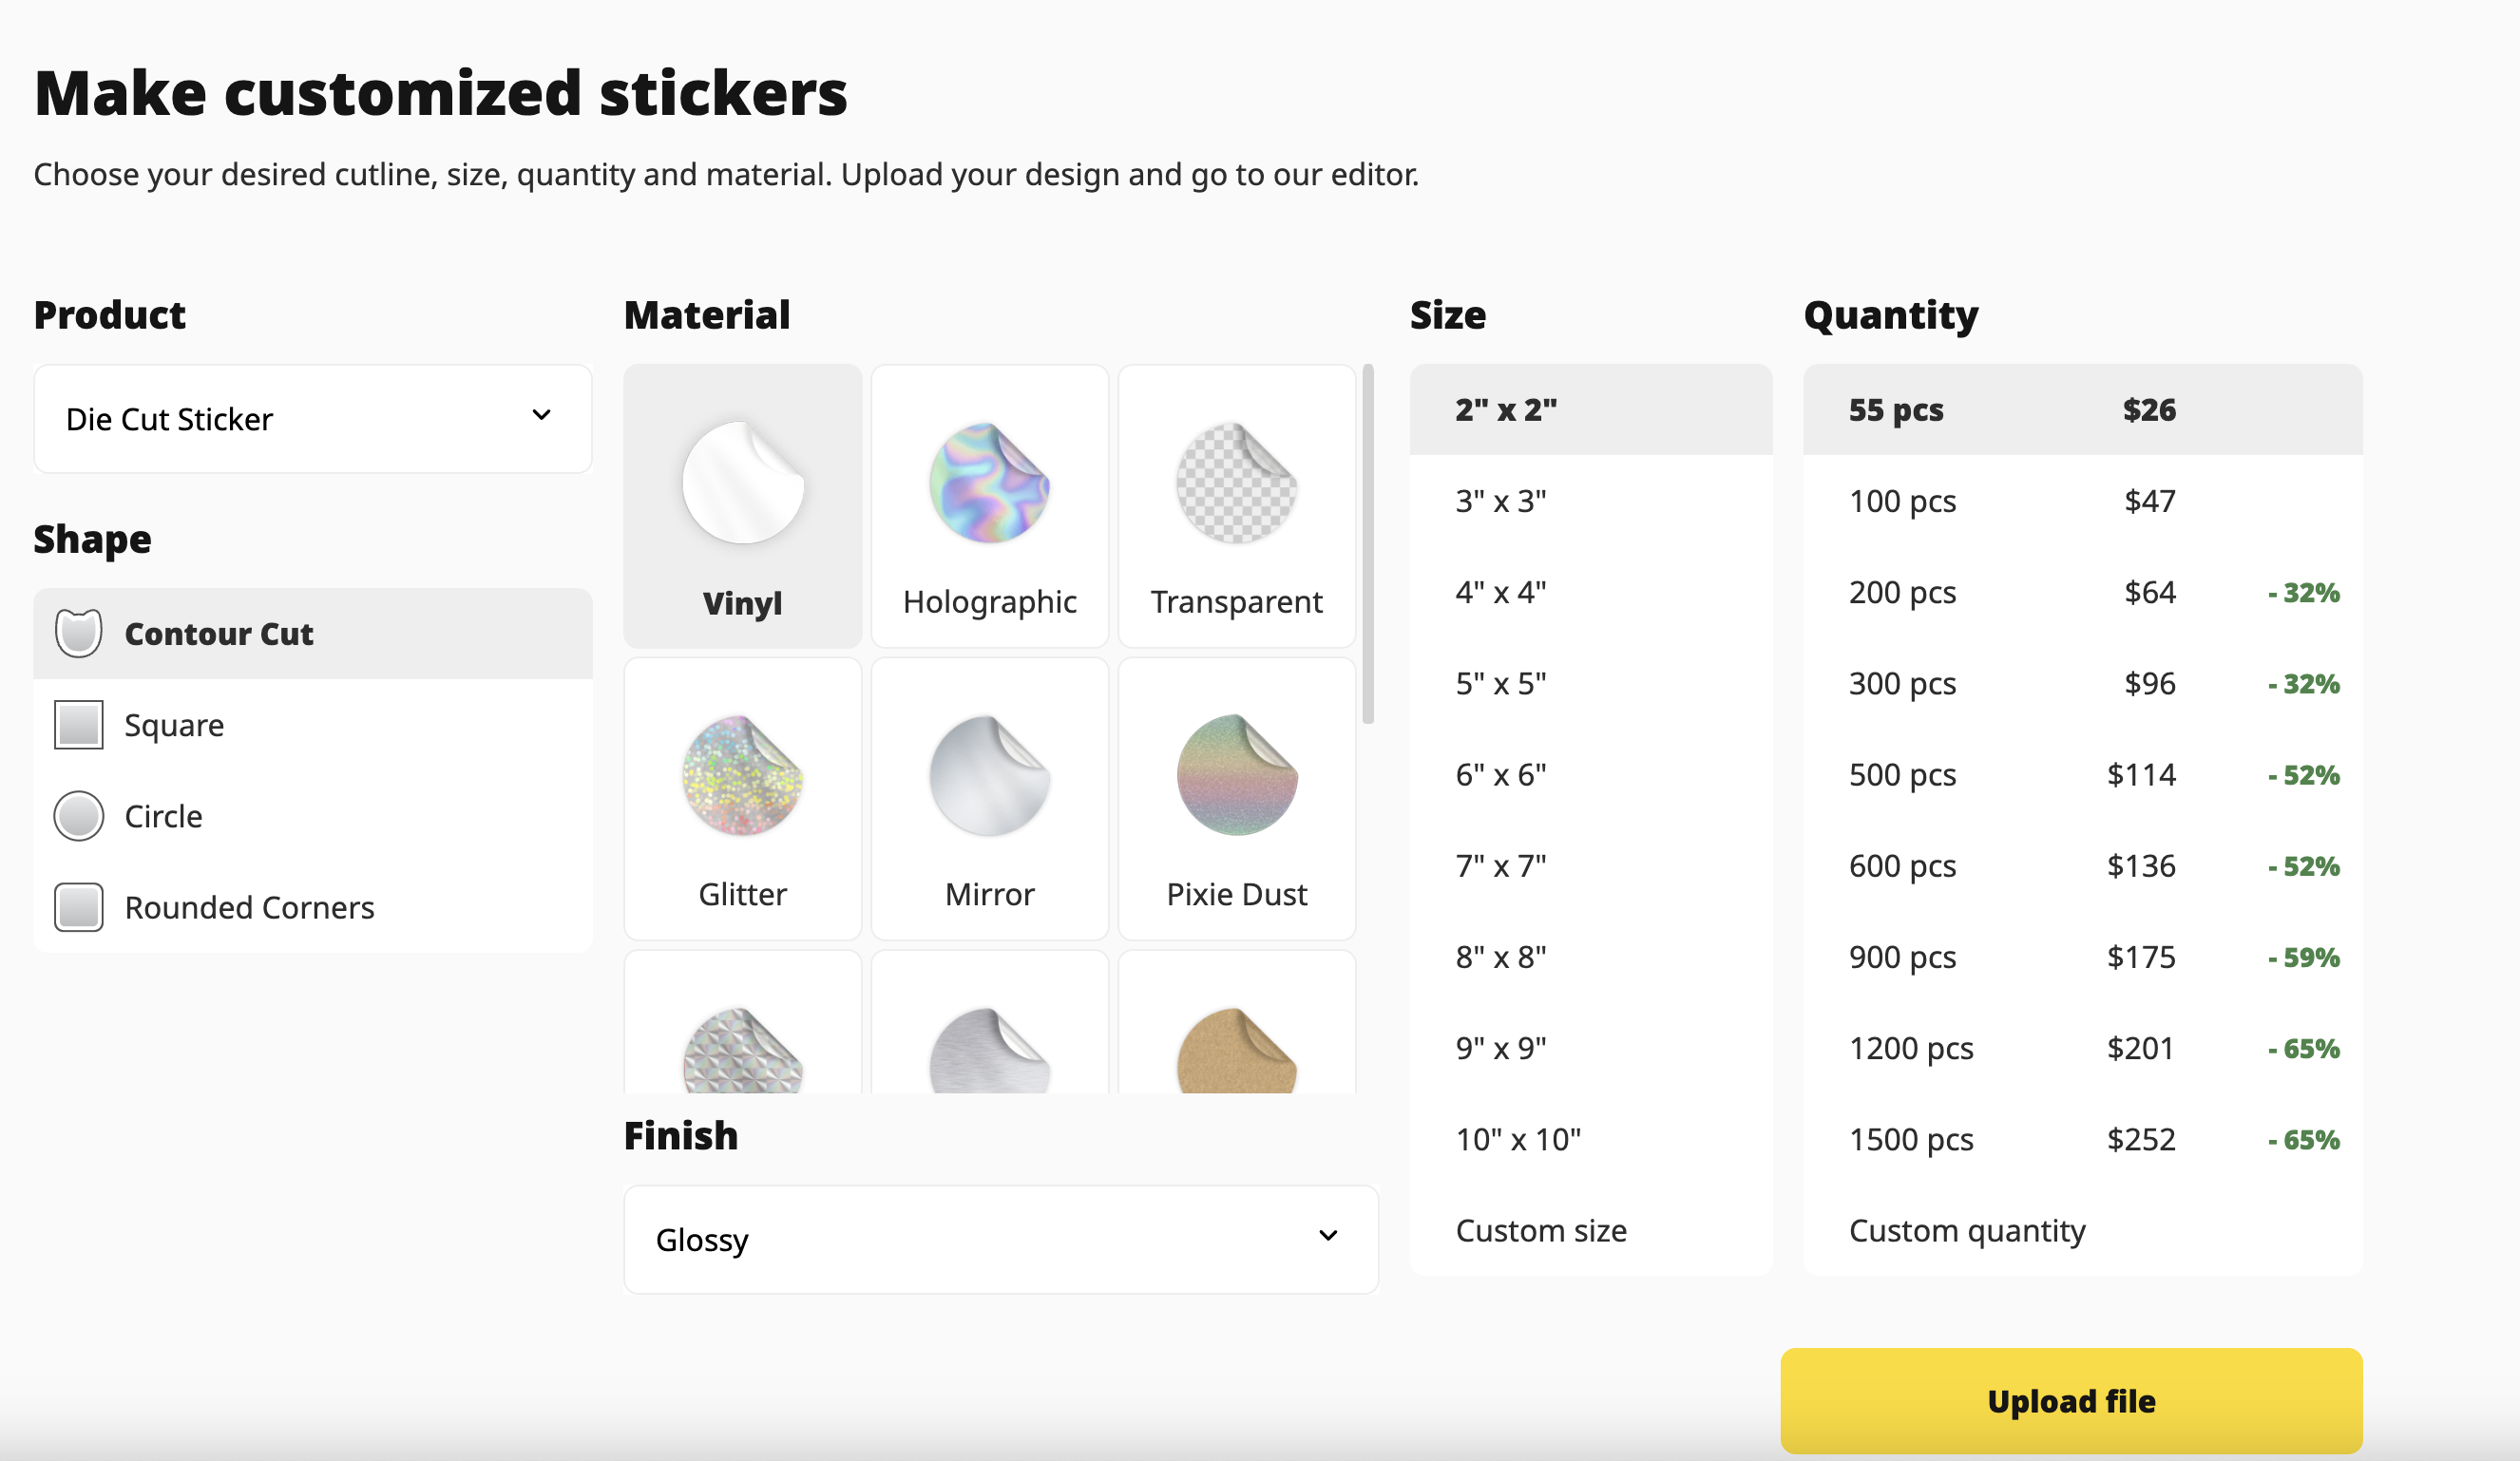 Make customized stickers
Choose your desired cutline, size, quantity and material. Upload your design and go to our editor.
Product
Die Cut Sticker
Shape
Contour Cut
Square
Circle
Rounded Corners
Material
Vinyl
Holographic
Transparent
Glitter
Mirror
Pixie Dust
Finish
Glossy
Size
2" x 2"
3" x 3"
4" x 4"
5" x 5"
6" x 6"
7" x 7"
8" x 8"
9" x 9"
10" x 10"
Custom size
Quantity
55 pcs $26
100 pcs $47
200 pcs $64 - 32%
300 pcs $96 - 32%
500 pcs $114 - 52%
600 pcs $136 - 52%
900 pcs $175 - 59%
1200 pcs $201 - 65%
1500 pcs $252 - 65%
Custom quantity
Upload file